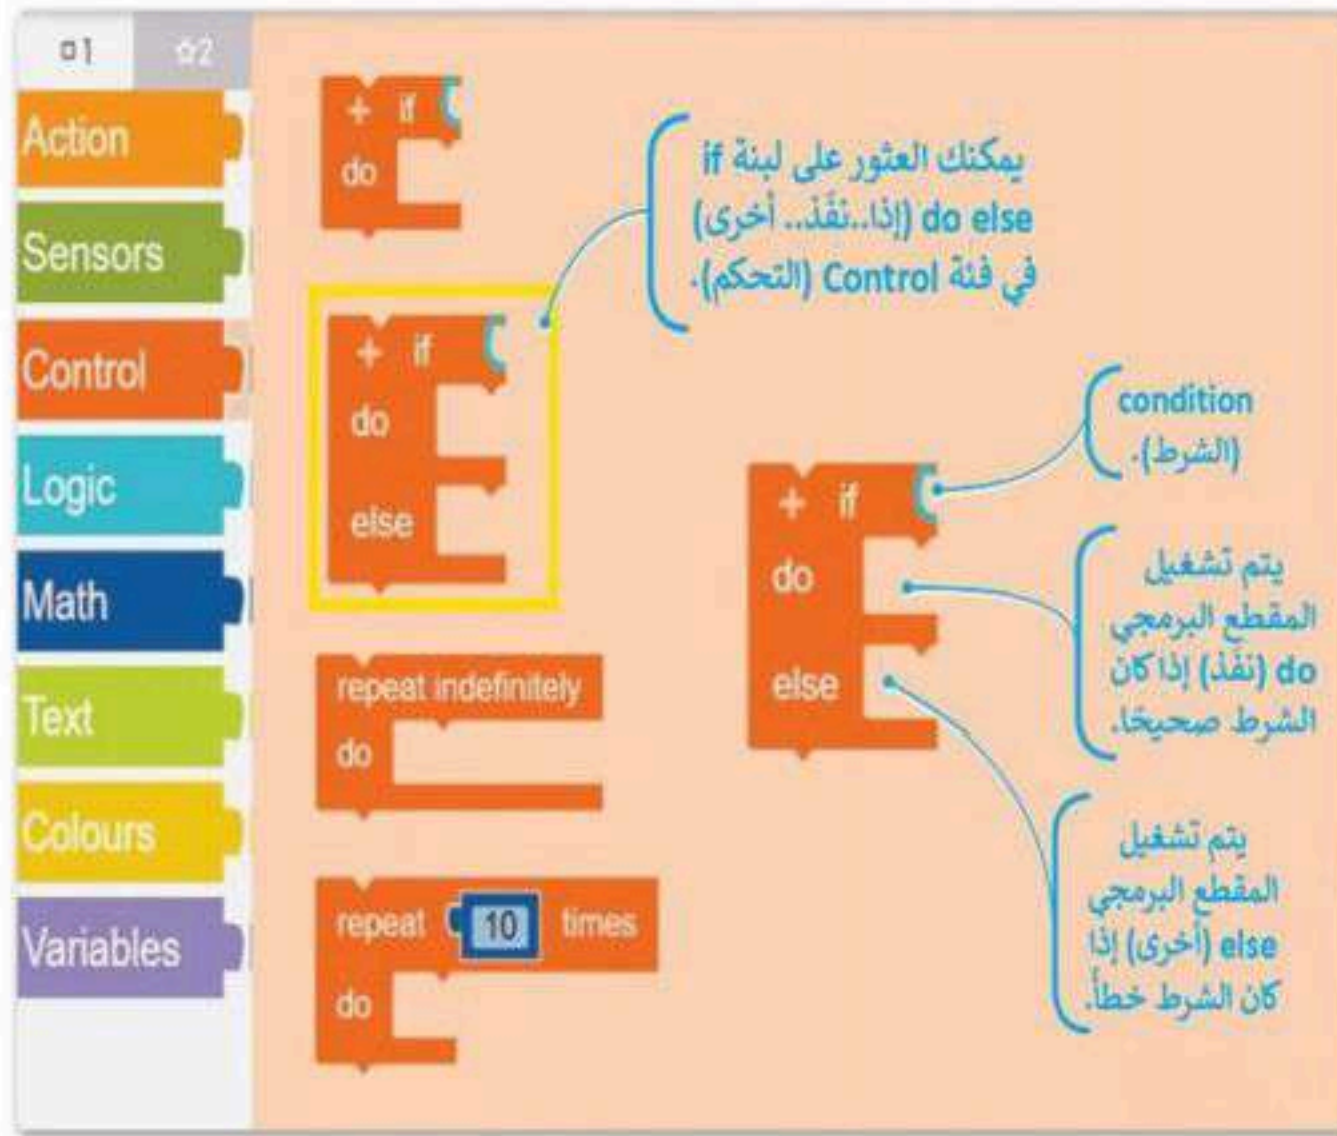 1 2
Action
Sensors
Control
Logic
Math
Text
Colours
Variables
+ if
do
+ if
do
else
repeat indefinitely
do
repeat 10 times
do
يمكنك العثور على لبنة if
do else (إذا..نفّذ.. أخرى)
في فئة Control (التحكم).
+ if
do
else
condition
(الشرط).
يتم تشغيل
المقطع البرمجي
do (نفّذ) إذا كان
الشرط صحيحًا.
يتم تشغيل
المقطع البرمجي
else (أخرى) إذا
كان الشرط خطأً.